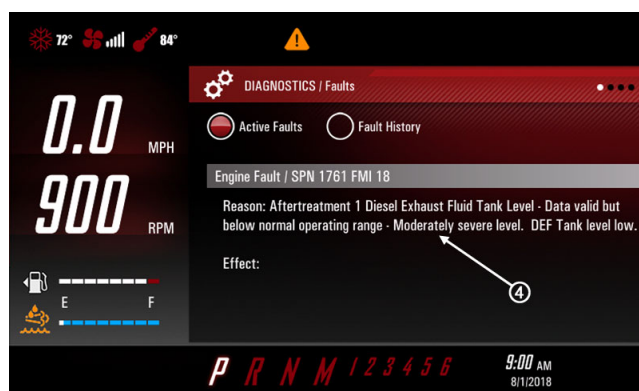 72° 84°
DIAGNOSTICS / Faults
0.0 MPH
Active Faults Fault History
Engine Fault / SPN 1761 FMI 18
900 RPM
Reason: Aftertreatment 1 Diesel Exhaust Fluid Tank Level - Data valid but
below normal operating range - Moderately severe level. DEF Tank level low.
Effect:
4
E F
P R N M 1 2 3 4 5 6
9:00 AM
8/1/2018